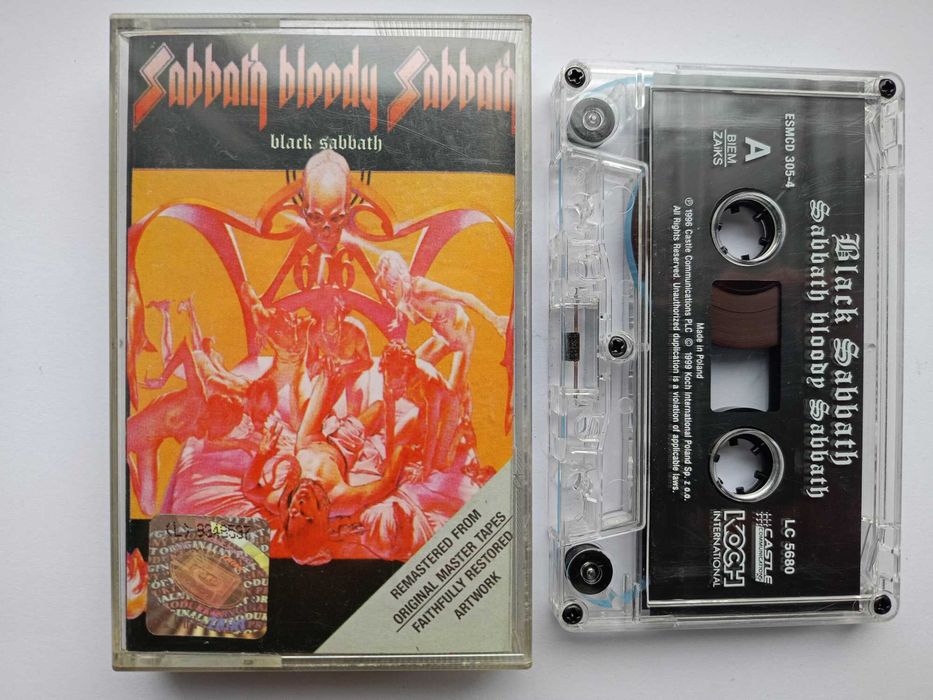 Sabbath bloody Sabbath
black sabbath
666
REMASTERED FROM
ORIGINAL MASTER TAPES
FAITHFULLY RESTORED
ARTWORK
ESMCD 305-4
A
BIEM
ZAiKS
Black Sabbath
Sabbath bloody Sabbath
Made in Poland
℗ 1996 Castle Communications PLC © 1999 Koch International Poland Sp. z o.o.
All Rights Reserved. Unauthorized duplication is a violation of applicable laws.
LC 5680
CASTLE
COMMUNICATIONS
KOCH
INTERNATIONAL